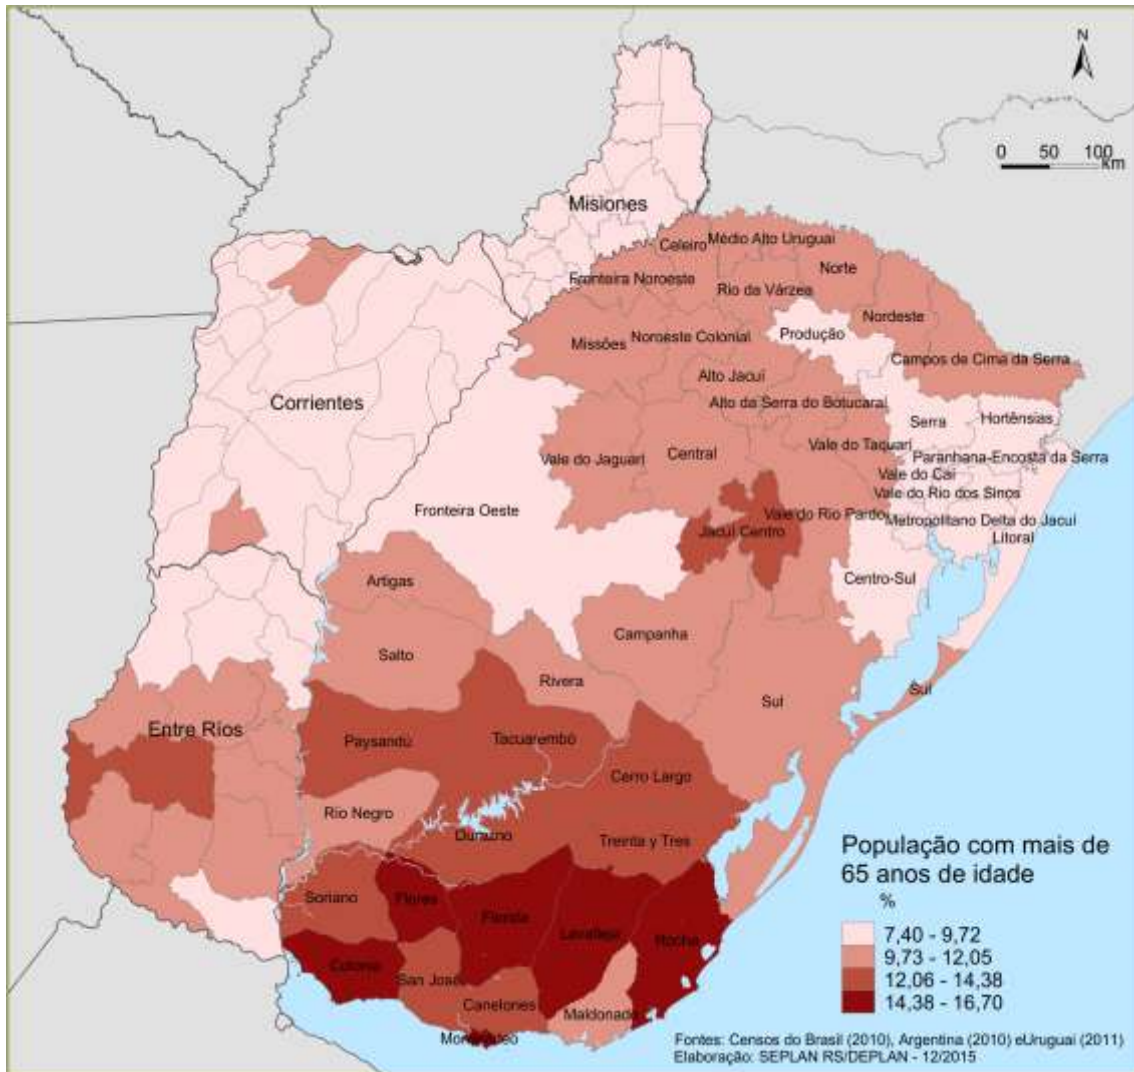 N
0 50 100
km
Misiones
Celeiro
Médio Alto Uruguai
Norte
Fronteira Noroeste
Rio da Várzea
Nordeste
Produção
Missões
Noroeste Colonial
Campos de Cima da Serra
Alto Jacuí
Corrientes
Alto da Serra do Botucaraí
Serra
Hortênsias
Vale do Jaguari
Central
Vale do Taquari
Paranhana-Encosta da Serra
Vale do Caí
Vale do Rio dos Sinos
Fronteira Oeste
Vale do Rio Pardo
Jacuí Centro
Metropolitano Delta do Jacuí
Litoral
Artigas
Centro-Sul
Campanha
Salto
Rivera
Sul
Sul
Entre Ríos
Paysandú
Tacuarembó
Cerro Largo
Río Negro
Durazno
Treinta y Tres
Soriano
Flores
Florida
Lavalleja
Rocha
Colonia
San José
Canelones
Maldonado
Montevideo
População com mais de
65 anos de idade
%
7,40 - 9,72
9,73 - 12,05
12,06 - 14,38
14,38 - 16,70
Fontes: Censos do Brasil (2010), Argentina (2010) eUruguai (2011)
Elaboração: SEPLAN RS/DEPLAN - 12/2015